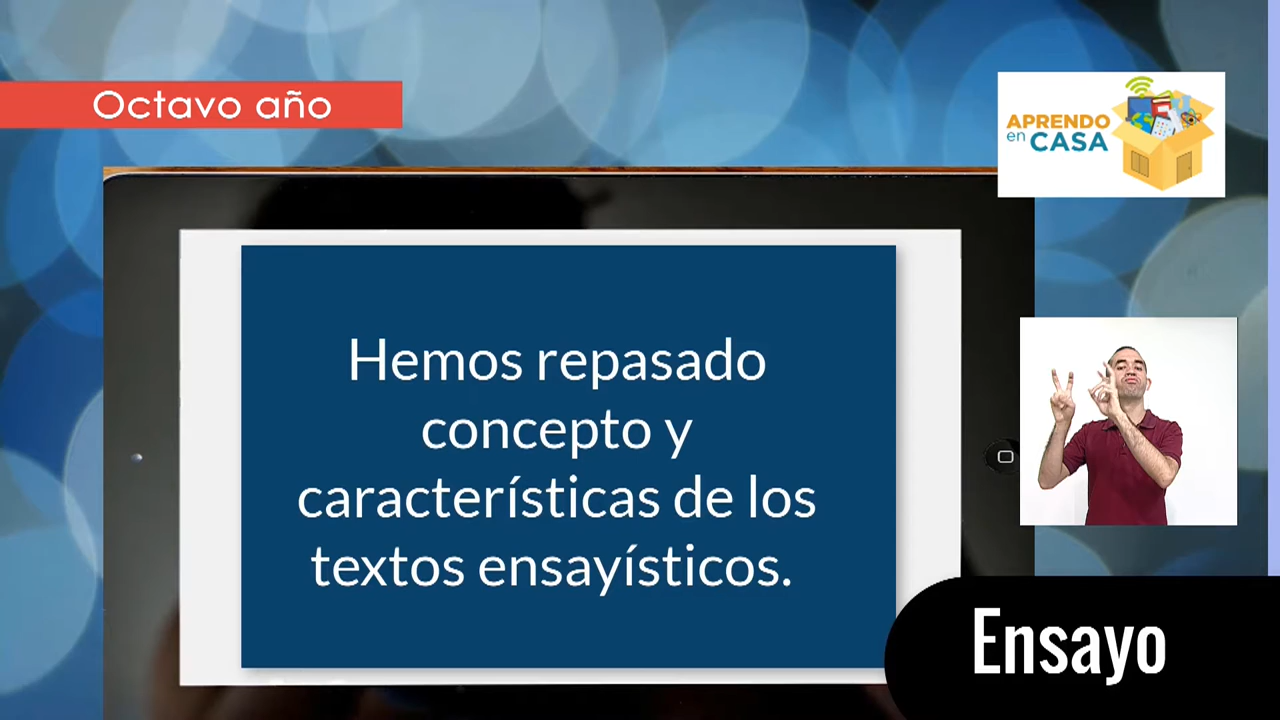 Octavo año
APRENDO
en CASA
Hemos repasado
concepto y
características de los
textos ensayísticos.
Ensayo